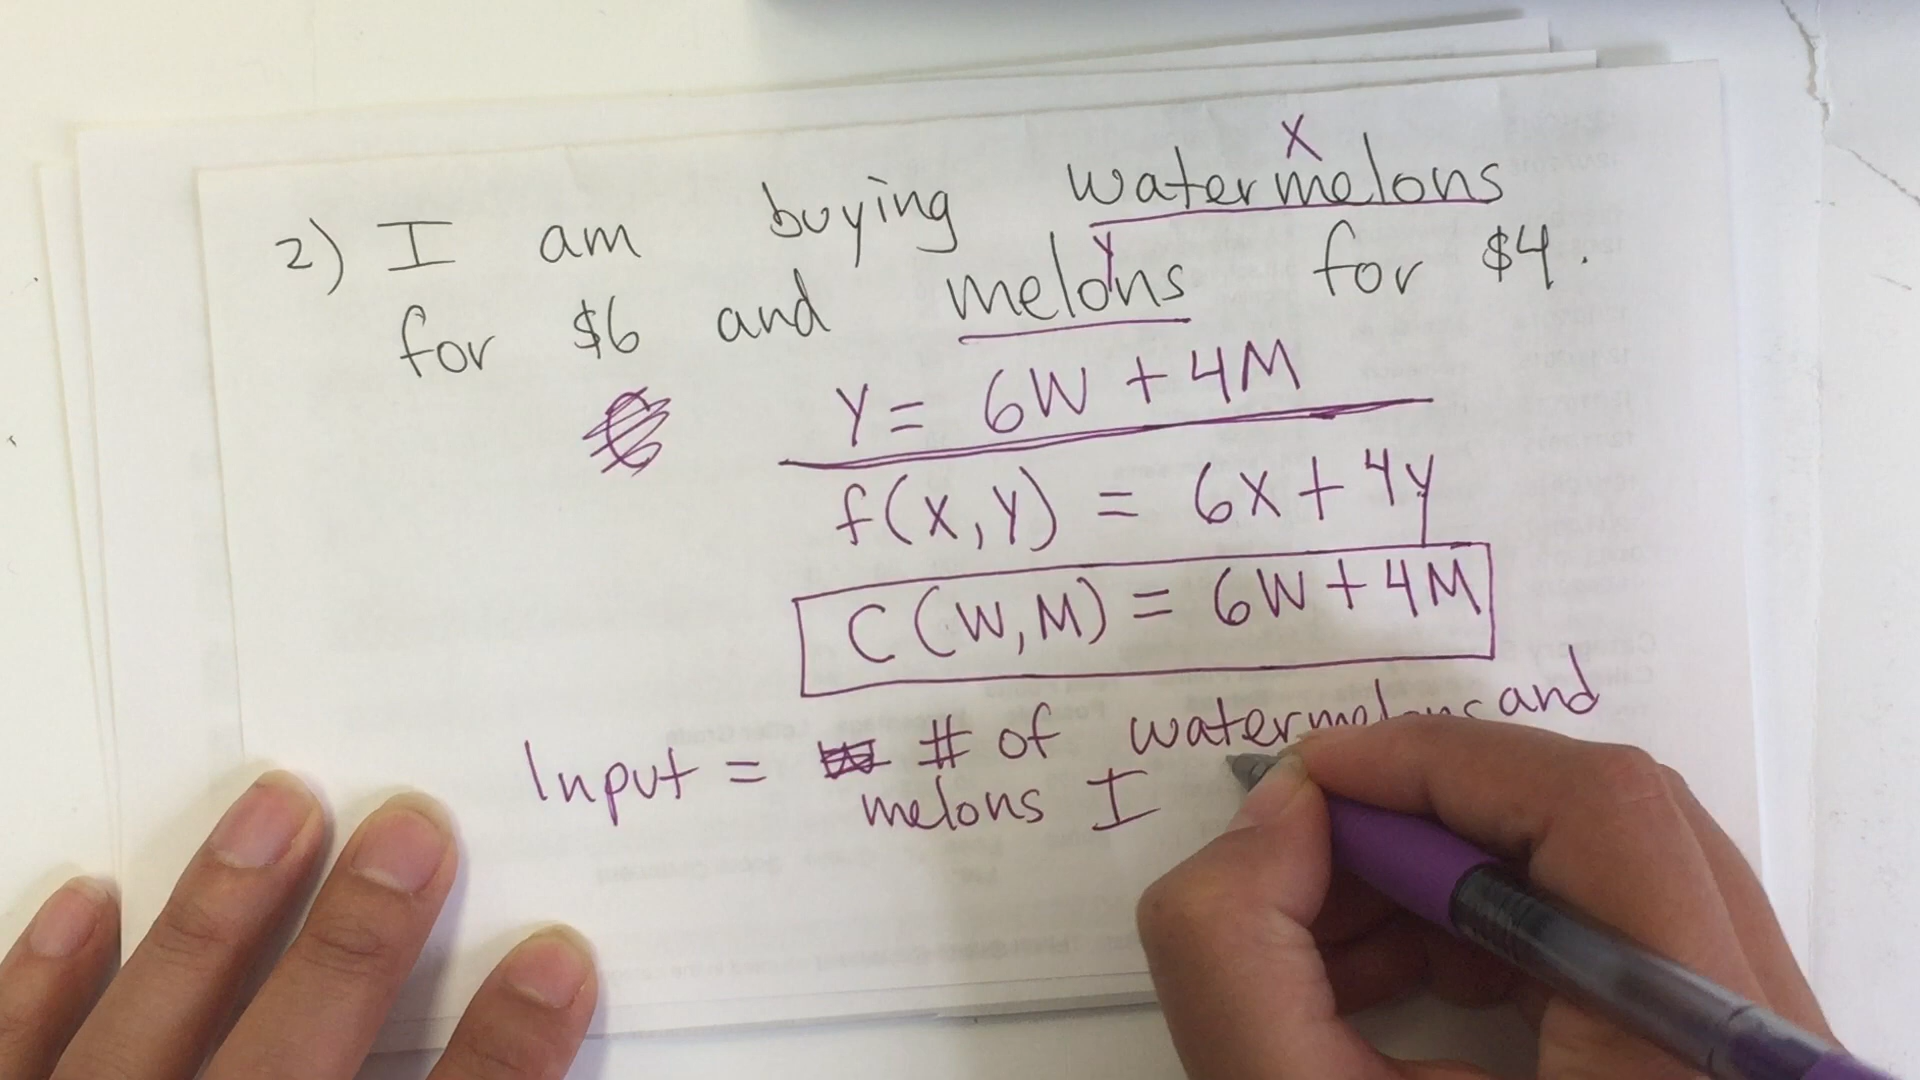 X
2) I am buying watermelons
Y
for $6 and melons for $4.
Y = 6W + 4M
f(x,y) = 6x + 4y
C(W,M) = 6W + 4M
Input = # of watermelons and
melons I